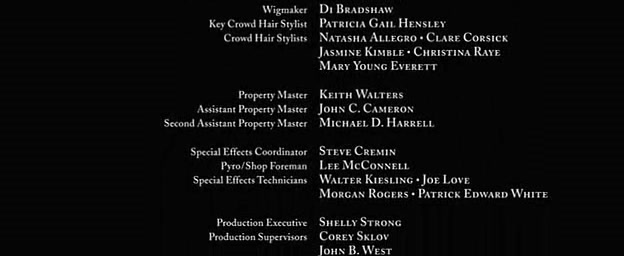 Wigmaker Di Bradshaw
Key Crowd Hair Stylist Patricia Gail Hensley
Crowd Hair Stylists Natasha Allegro • Clare Corsick
Jasmine Kimble • Christina Raye
Mary Young Everett
Property Master Keith Walters
Assistant Property Master John C. Cameron
Second Assistant Property Master Michael D. Harrell
Special Effects Coordinator Steve Cremin
Pyro/Shop Foreman Lee McConnell
Special Effects Technicians Walter Kiesling • Joe Love
Morgan Rogers • Patrick Edward White
Production Executive Shelly Strong
Production Supervisors Corey Sklov
John B. West